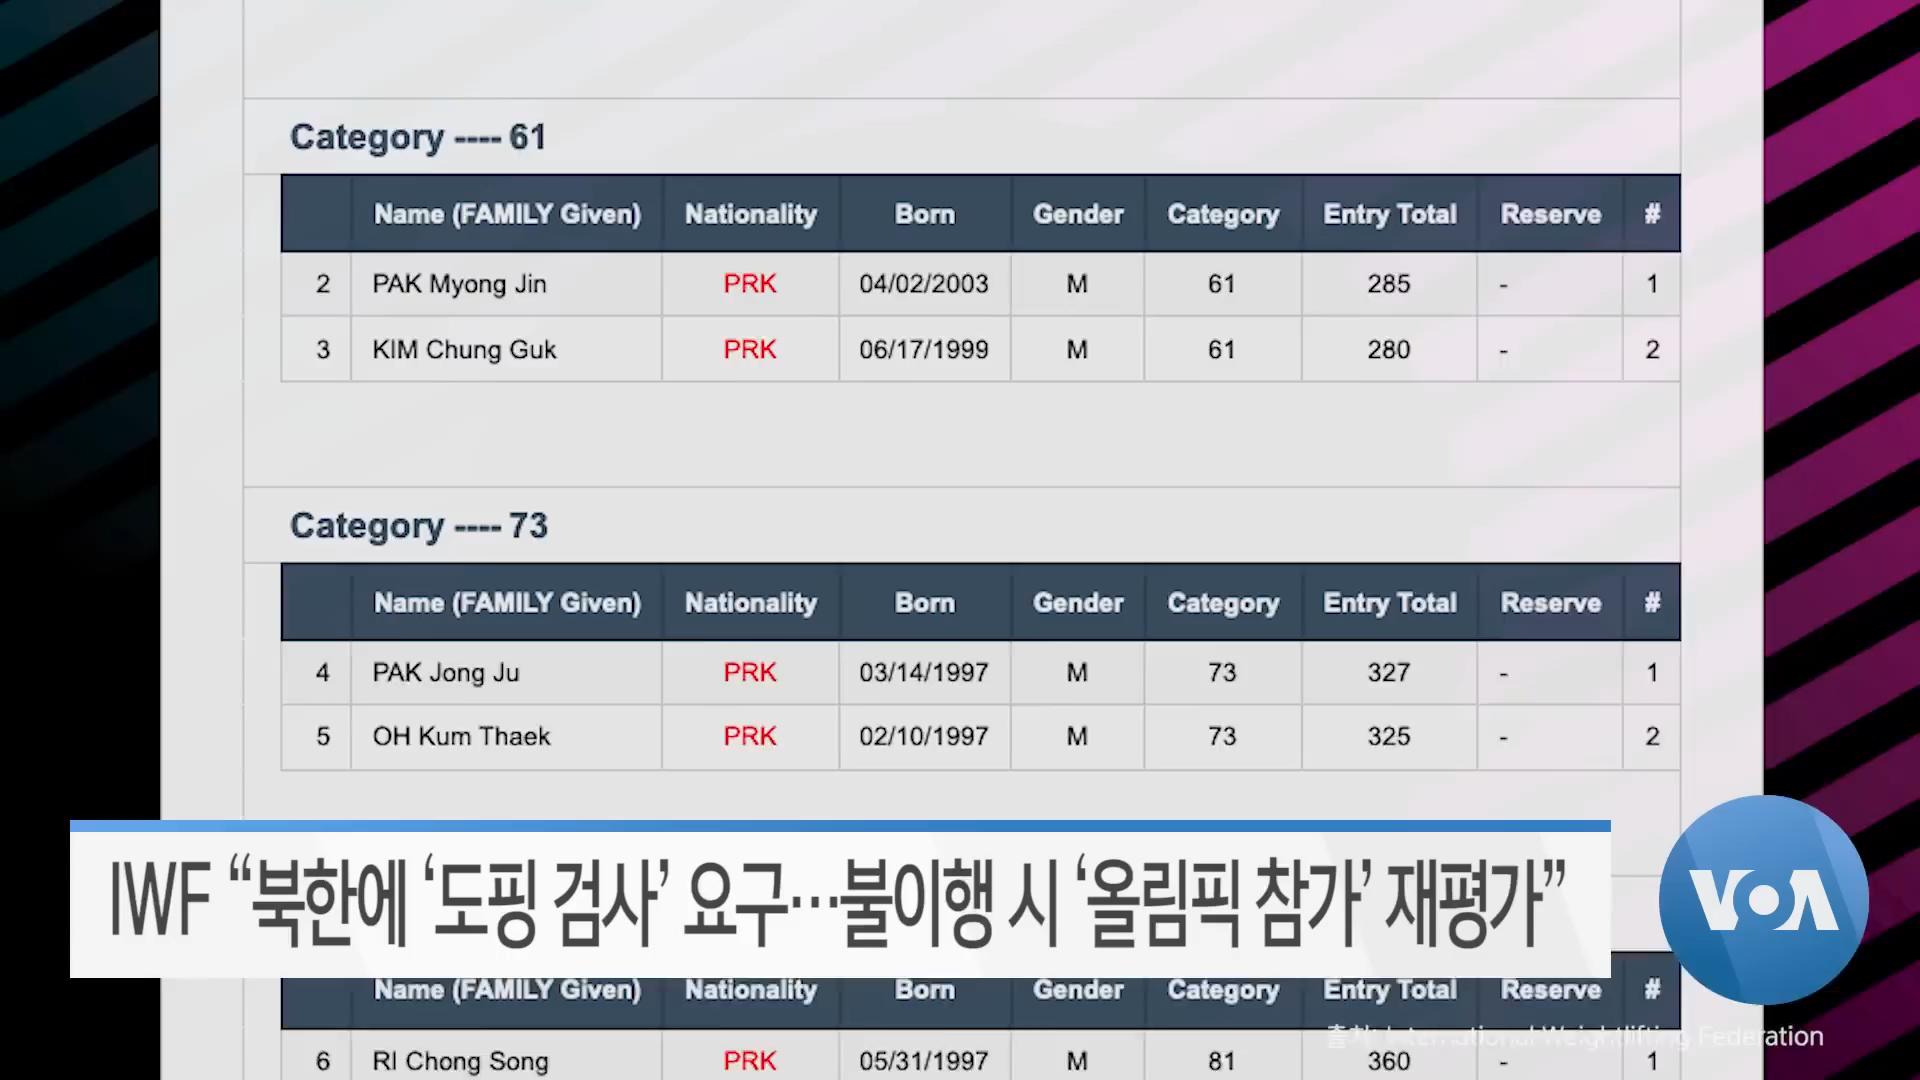 Category ---- 61
Name (FAMILY Given) Nationality Born Gender Category Entry Total Reserve #
2 PAK Myong Jin PRK 04/02/2003 M 61 285 - 1
3 KIM Chung Guk PRK 06/17/1999 M 61 280 - 2
Category ---- 73
Name (FAMILY Given) Nationality Born Gender Category Entry Total Reserve #
4 PAK Jong Ju PRK 03/14/1997 M 73 327 - 1
5 OH Kum Thaek PRK 02/10/1997 M 73 325 - 2
IWF “북한에 ‘도핑 검사’ 요구…불이행 시 ‘올림픽 참가’ 재평가”
VOA
Name (FAMILY Given) Nationality Born Gender Category Entry Total Reserve #
출처: International Weightlifting Federation
6 RI Chong Song PRK 05/31/1997 M 81 360 - 1